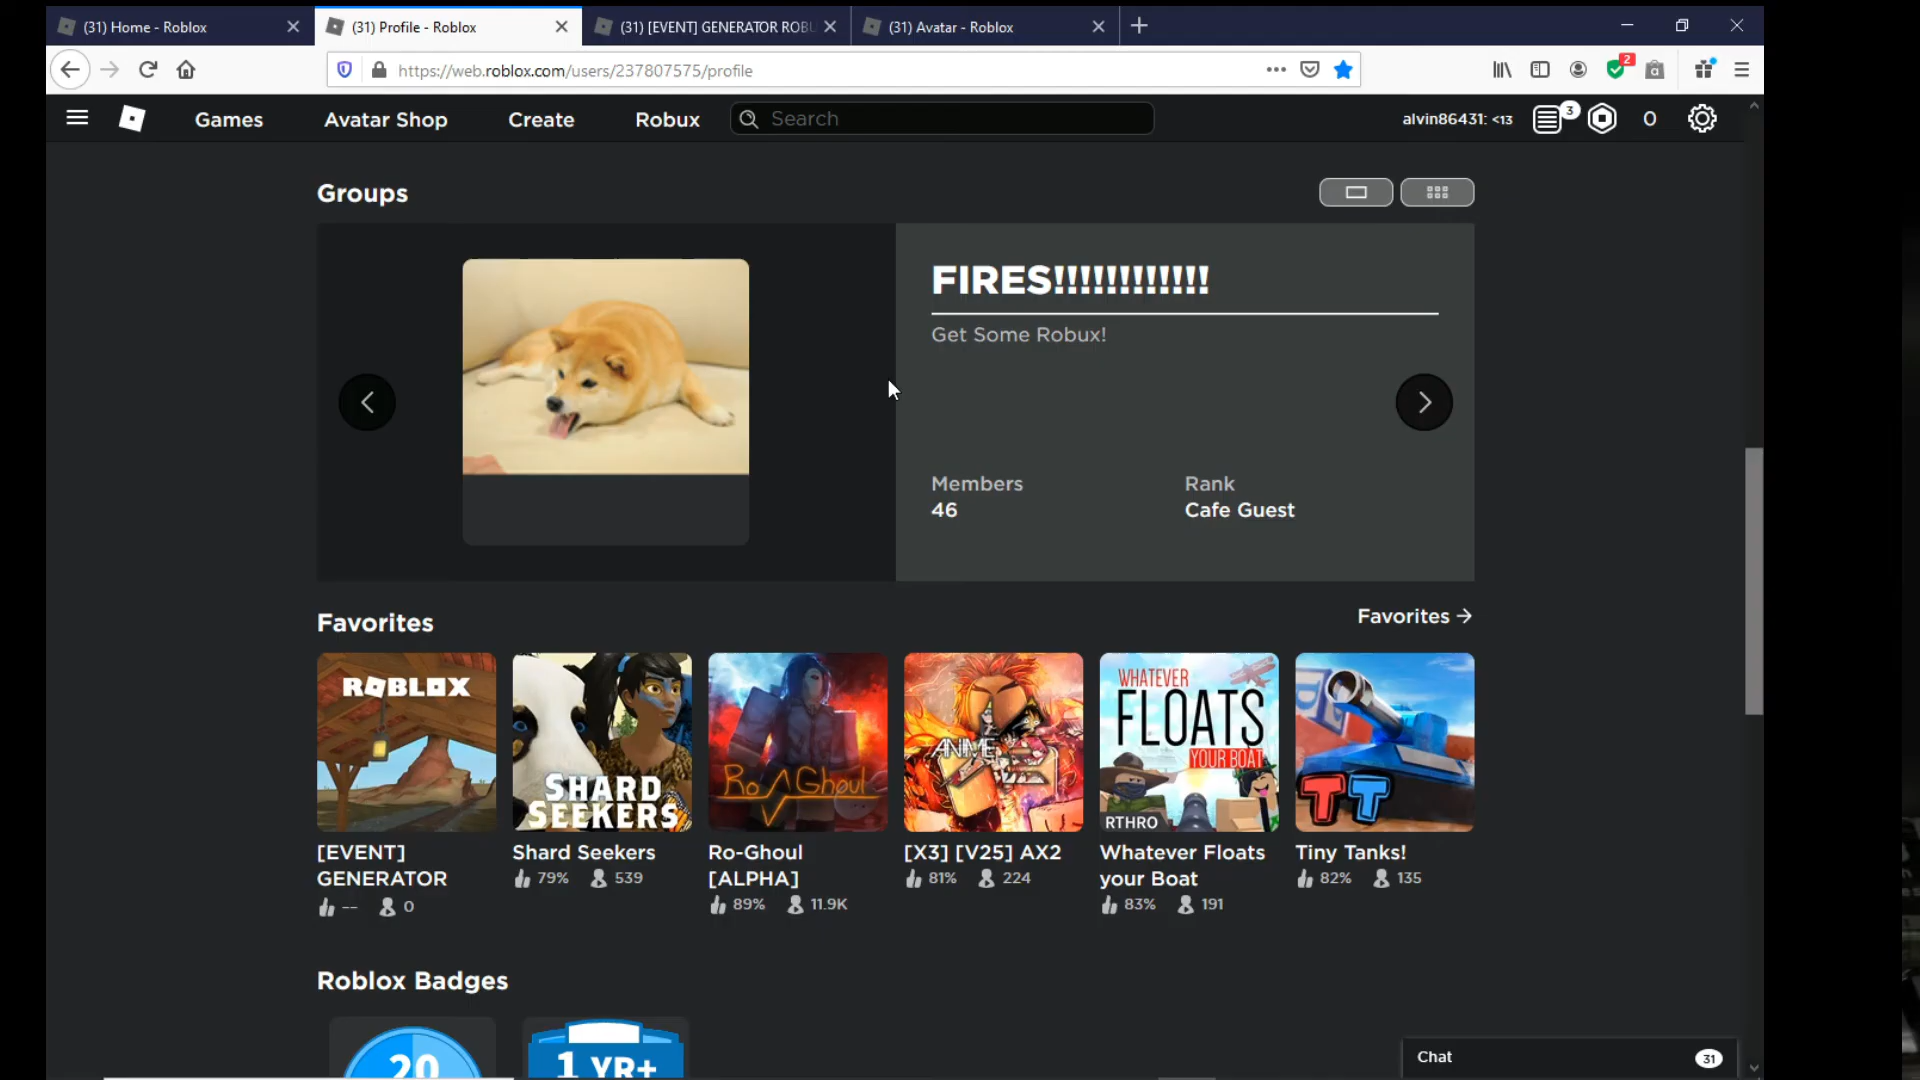 (31) Home - Roblox
(31) Profile - Roblox
(31) [EVENT] GENERATOR ROBU
(31) Avatar - Roblox
https://web.roblox.com/users/237807575/profile
2
Games
Avatar Shop
Create
Robux
Search
alvin86431: <13
3
0
Groups
FIRES!!!!!!!!!!!!
Get Some Robux!
Members
Rank
46
Cafe Guest
Favorites
Favorites →
ROBLOX
SHARD
SEEKERS
Ro Ghoul
ANIME
WHATEVER
FLOATS
YOUR BOAT
RTHRO
TT
[EVENT]
GENERATOR
--
0
Shard Seekers
79%
539
Ro-Ghoul
[ALPHA]
89%
11.9K
[X3] [V25] AX2
81%
224
Whatever Floats
your Boat
83%
191
Tiny Tanks!
82%
135
Roblox Badges
20
1 YR+
Chat
31